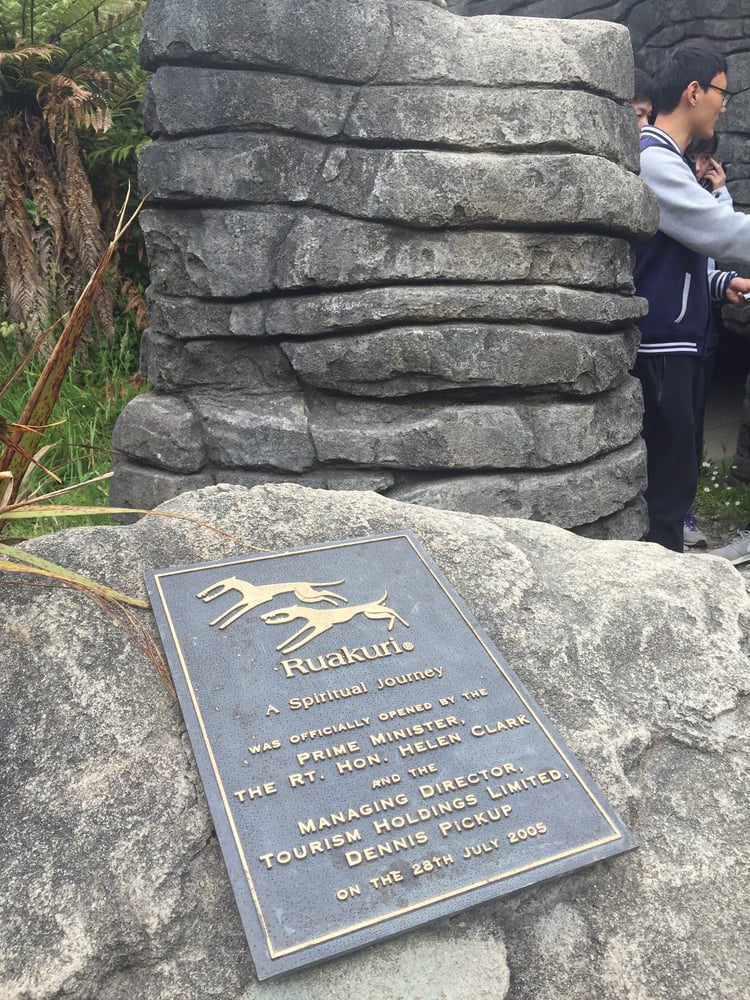 Ruakuri®
A Spiritual Journey
WAS OFFICIALLY OPENED BY THE
PRIME MINISTER,
THE RT. HON. HELEN CLARK
AND THE
MANAGING DIRECTOR,
TOURISM HOLDINGS LIMITED,
DENNIS PICKUP
ON THE 28TH JULY 2005